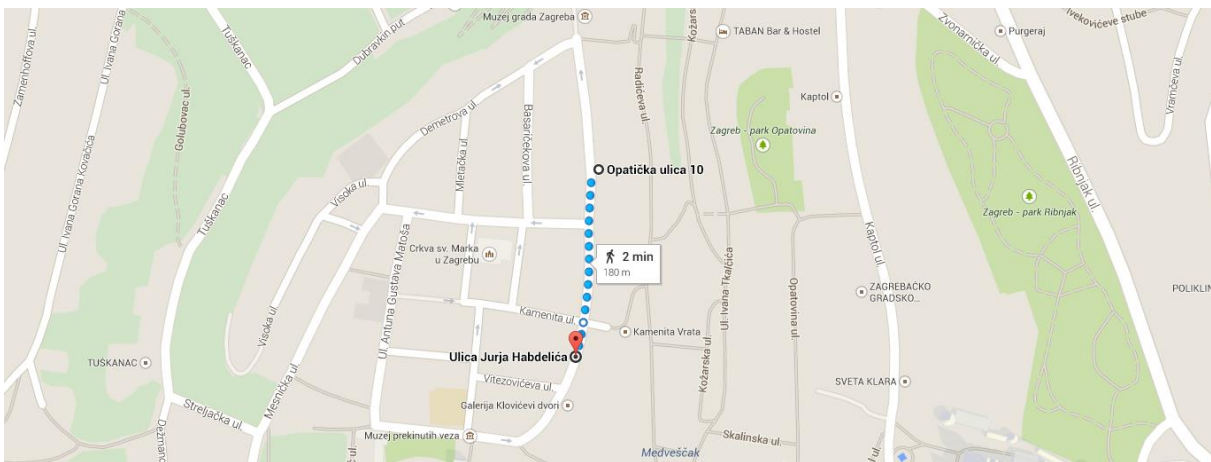 Muzej grada Zagreba
Zamenhoffova ul.
Ul. Ivana Gorana
Tuškanac
Dubravkin put
Kožars
TABAN Bar & Hostel
Zvonarnička ul.
vekovićeve stube
Purgeraj
Golubovac ul.
Demetrova ul.
Basaričekova ul.
Radićeva ul.
Kaptol
Vramčeva ul.
Ul. Ivana Gorana Kovačića
Mletačka ul.
Zagreb - park Opatovina
Ribnjak ul.
Opatička ulica 10
Visoka ul.
Tuškanac
Zagreb - park Ribnjak
Crkva sv. Marka
u Zagrebu
2 min
180 m
Ul. Antuna Gustava Matoša
Ul. Ivana Tkalčića
Kaptol ul.
ZAGREBAČKO
GRADSKO...
POLIKLIN
Opatovina ul.
Visoka ul.
Kamenita ul.
Kamenita Vrata
TUŠKANAC
Ulica Jurja Habdelića
Mesnička ul.
Kožarska ul.
Vitezovićeva ul.
SVETA KLARA
Galerija Klovićevi dvori
Streljačka ul.
Dežmano
Muzej prekinutih veza
Skalinska ul.
Medveščak
ul.